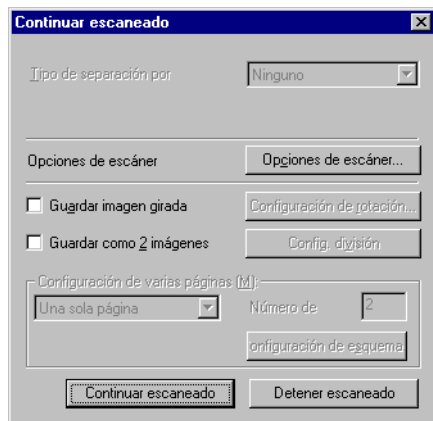 Continuar escaneado
Tipo de separación por Ninguno
Opciones de escáner Opciones de escáner...
Guardar imagen girada Configuración de rotación...
Guardar como 2 imágenes Config. división
Configuración de varias páginas (M):
Una sola página Número de 2
onfiguración de esquema
Continuar escaneado Detener escaneado